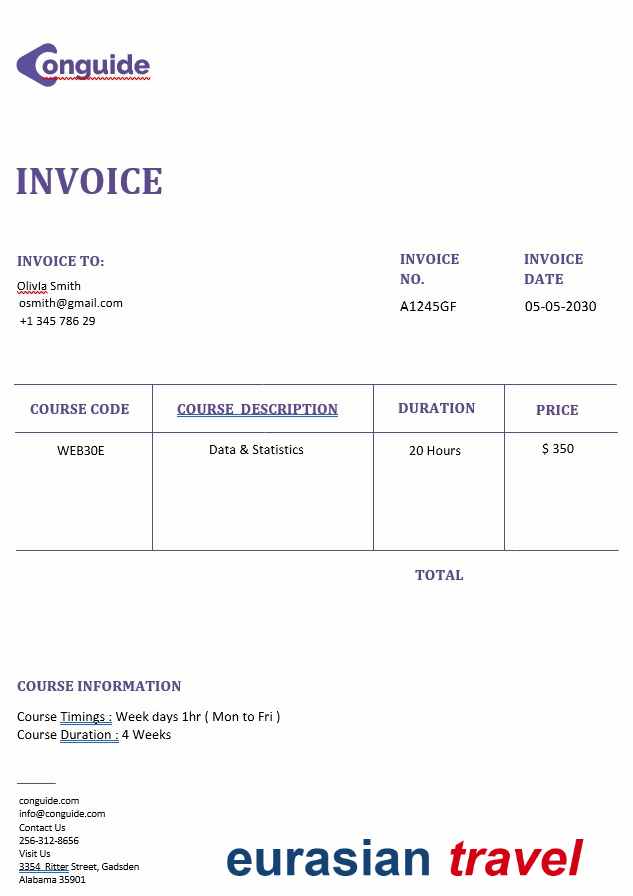 Conguide
INVOICE
INVOICE TO:
Olivla Smith
osmith@gmail.com
+1 345 786 29
INVOICE NO.
A1245GF
INVOICE DATE
05-05-2030
COURSE CODE COURSE DESCRIPTION DURATION PRICE
WEB30E Data & Statistics 20 Hours $ 350
TOTAL
COURSE INFORMATION
Course Timings : Week days 1hr ( Mon to Fri )
Course Duration : 4 Weeks
conguide.com
info@conguide.com
Contact Us
256-312-8656
Visit Us
3354 Ritter Street, Gadsden
Alabama 35901
eurasian travel